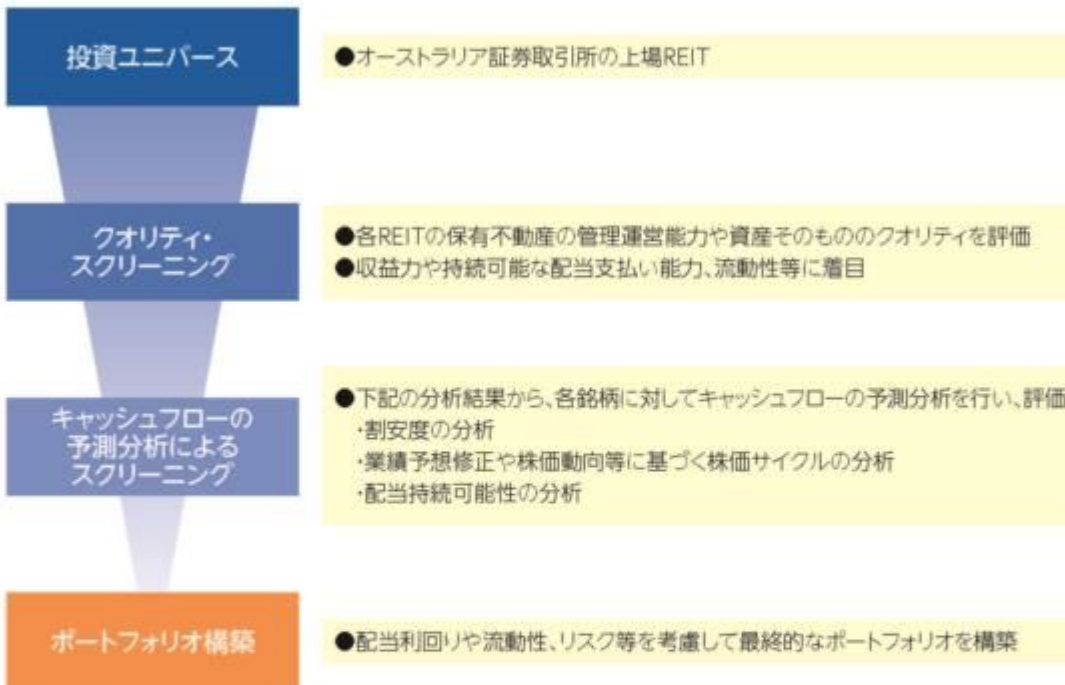 投資ユニバース
●オーストラリア証券取引所の上場REIT
クオリティ・
スクリーニング
●各REITの保有不動産の管理運営能力や資産そのもののクオリティを評価
●収益力や持続可能な配当支払い能力、流動性等に着目
キャッシュフローの
予測分析による
スクリーニング
●下記の分析結果から、各銘柄に対してキャッシュフローの予測分析を行い、評価
・割安度の分析
・業績予想修正や株価動向等に基づく株価サイクルの分析
・配当持続可能性の分析
ポートフォリオ構築
●配当利回りや流動性、リスク等を考慮して最終的なポートフォリオを構築